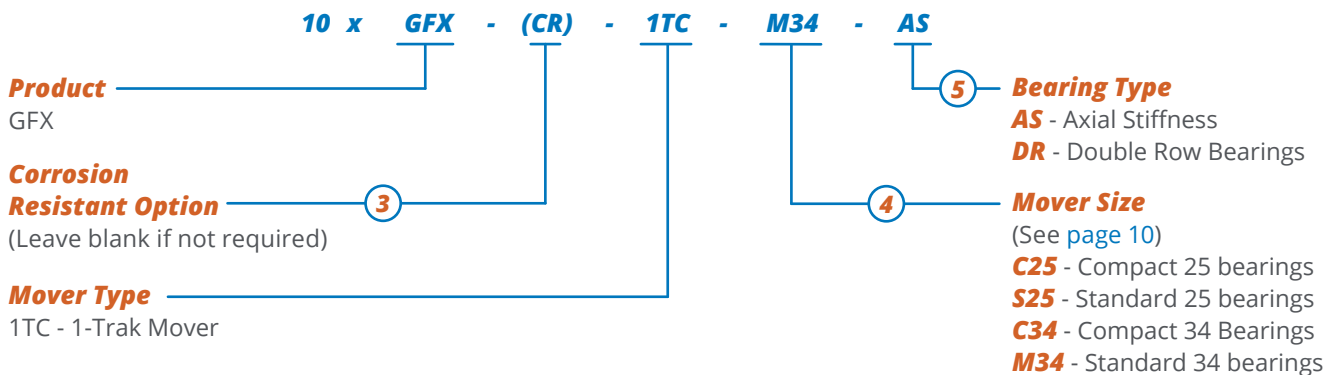 10 x GFX - (CR) - 1TC - M34 - AS
Product
GFX
Corrosion
Resistant Option
3
(Leave blank if not required)
Mover Type
1TC - 1-Trak Mover
5
Bearing Type
AS - Axial Stiffness
DR - Double Row Bearings
4
Mover Size
(See page 10)
C25 - Compact 25 bearings
S25 - Standard 25 bearings
C34 - Compact 34 Bearings
M34 - Standard 34 bearings